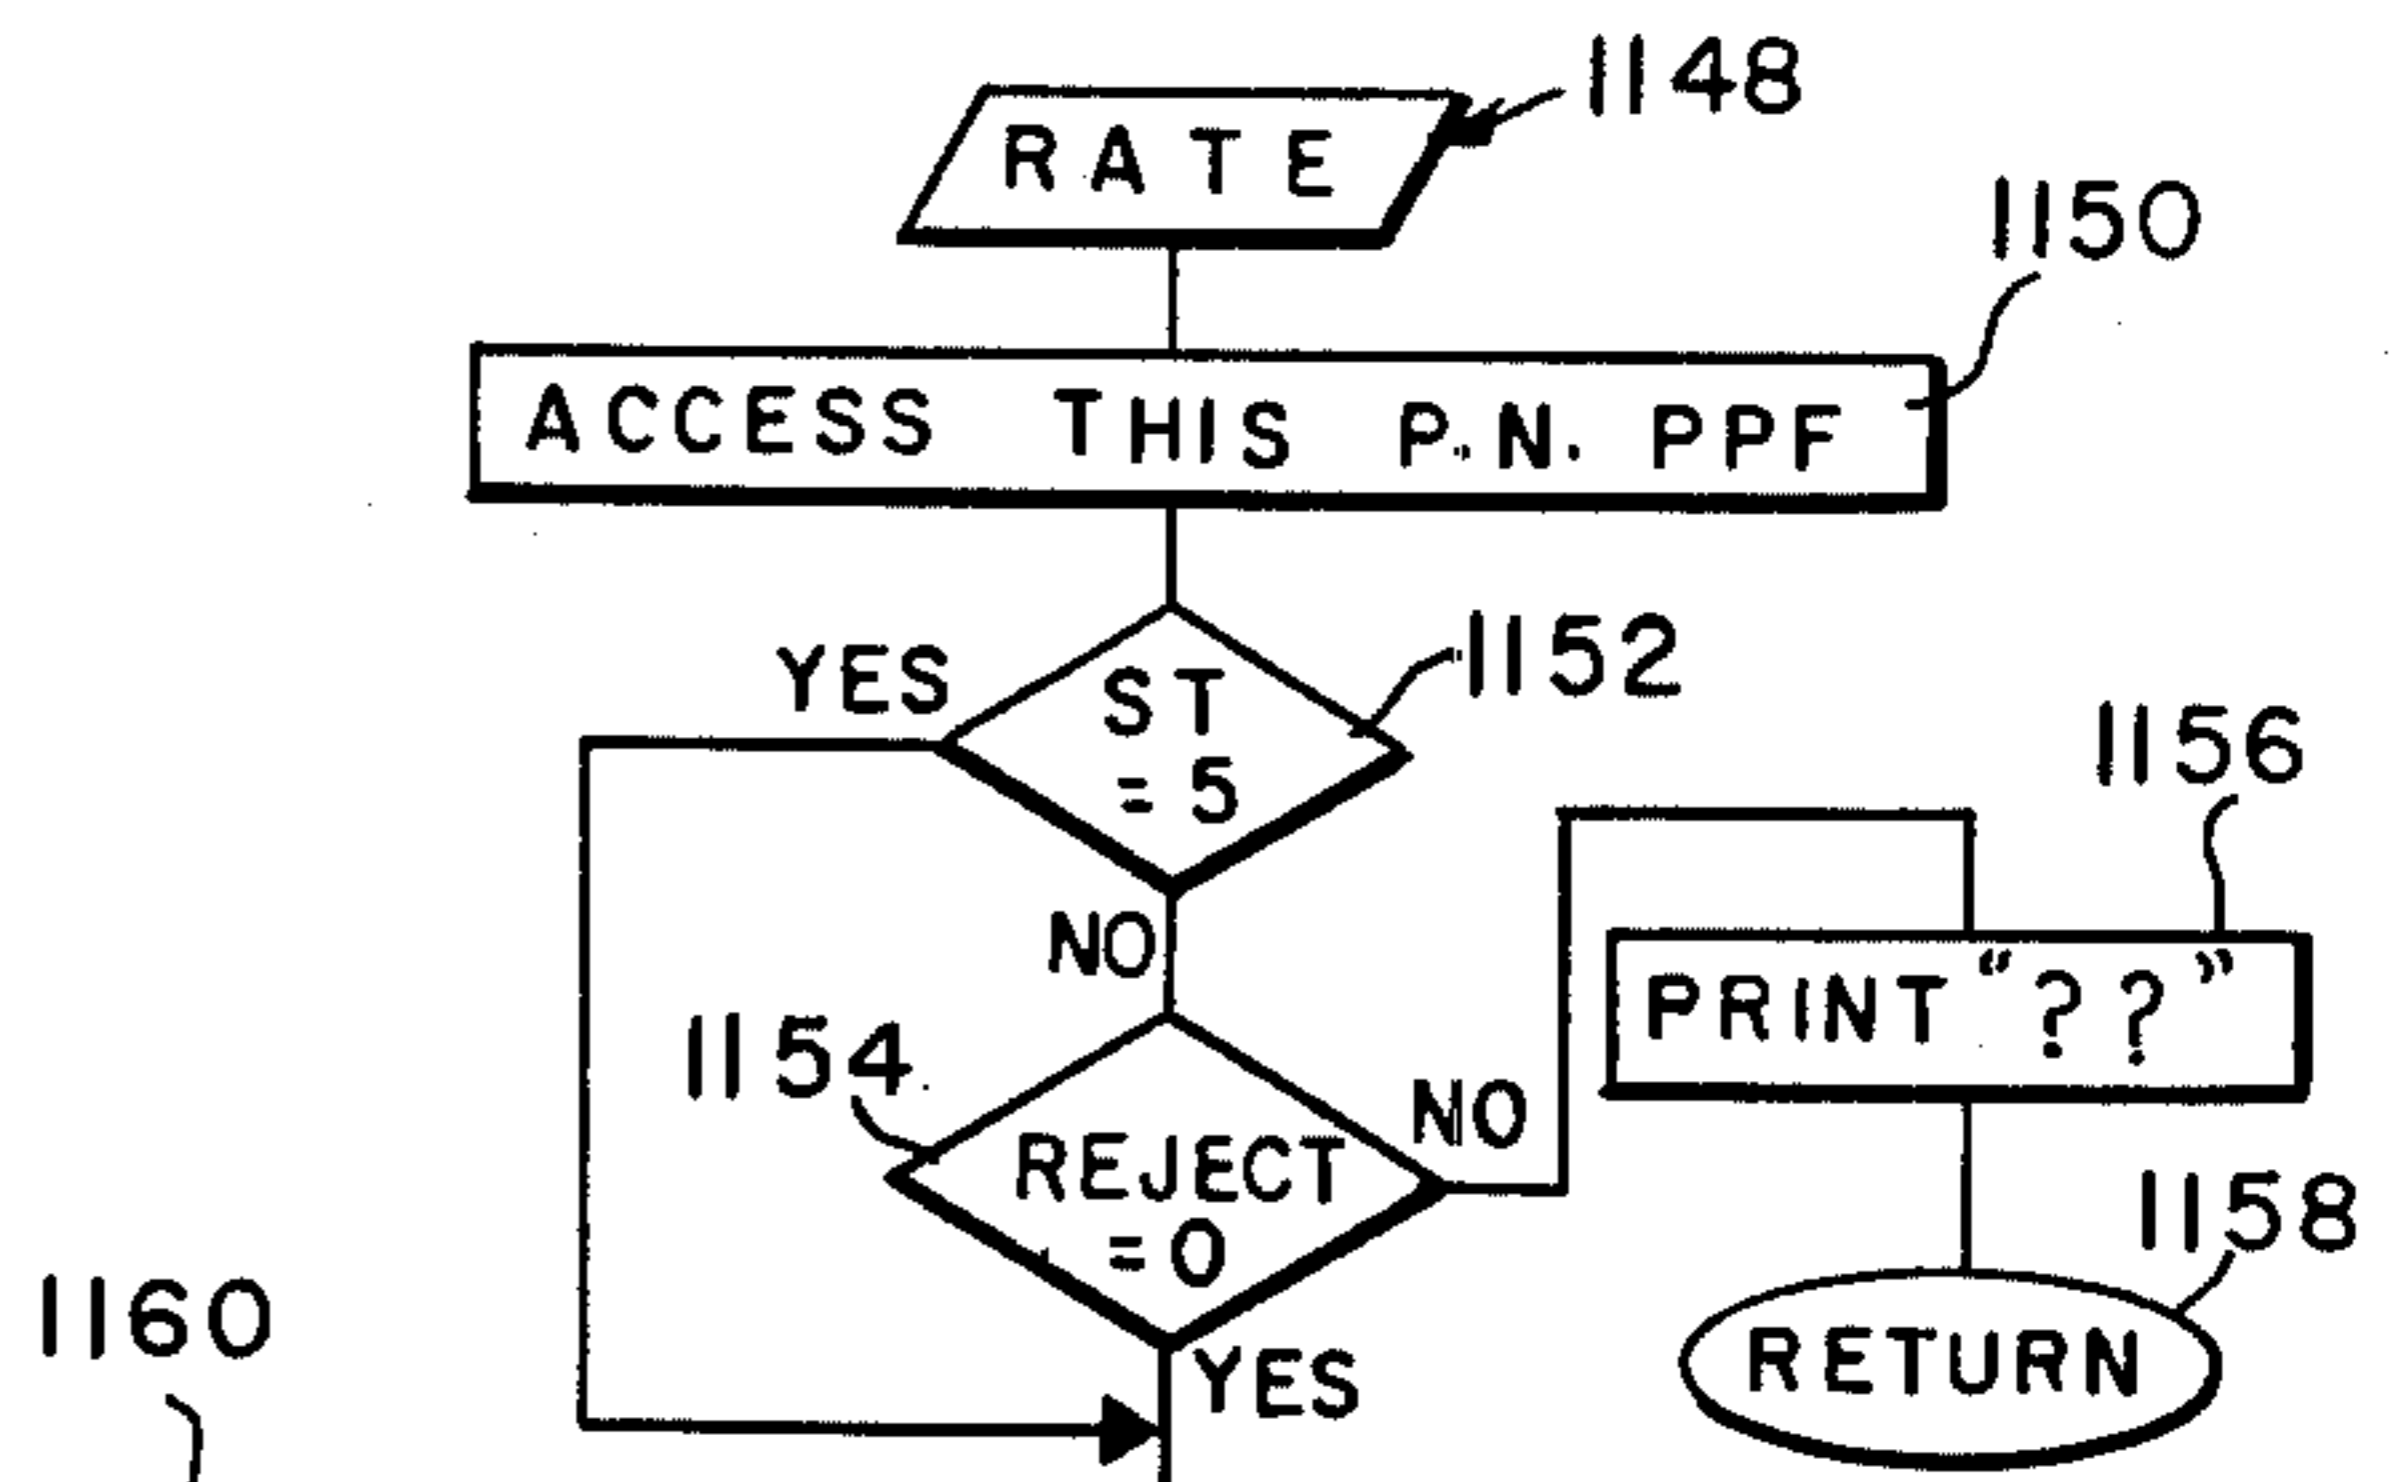 1148
RATE
1150
ACCESS THIS P.N. PPF
YES
ST
= 5
1152
1156
NO
PRINT “??”
1154
REJECT
= 0
NO
1158
1160
YES
RETURN